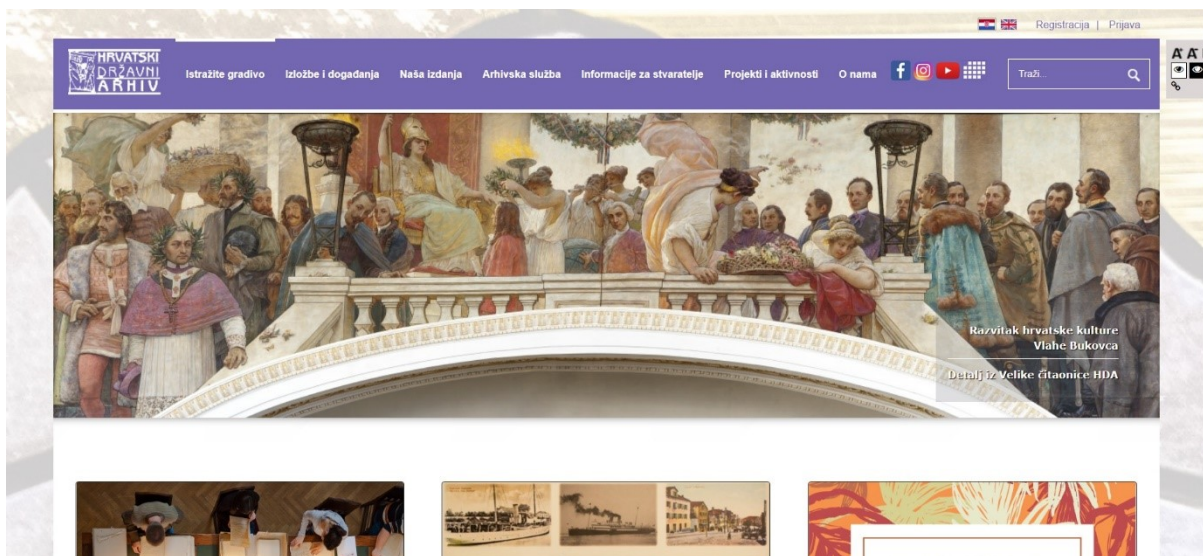 Registracija | Prijava
HRVATSKI
DRŽAVNI
ARHIV
Istražite gradivo Izložbe i događanja Naša izdanja Arhivska služba Informacije za stvaratelje Projekti i aktivnosti O nama
Traži...
A A
Razvitak hrvatske kulture
Vlahe Bukovca
Detalj iz Velike čitaonice HDA